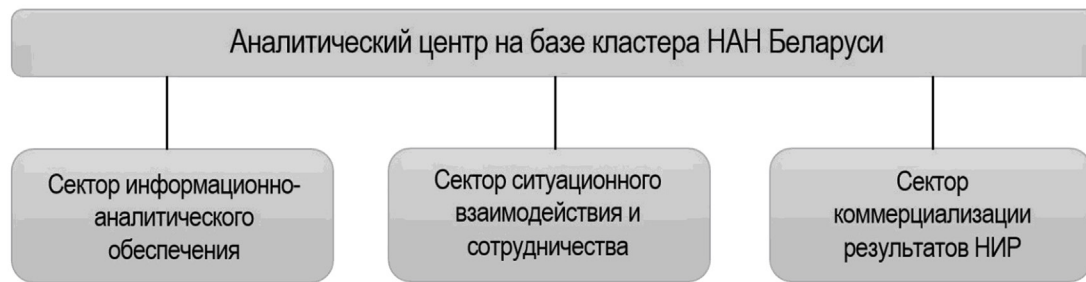 Аналитический центр на базе кластера НАН Беларуси
Сектор информационно-
аналитического
обеспечения
Сектор ситуационного
взаимодействия и
сотрудничества
Сектор
коммерциализации
результатов НИР